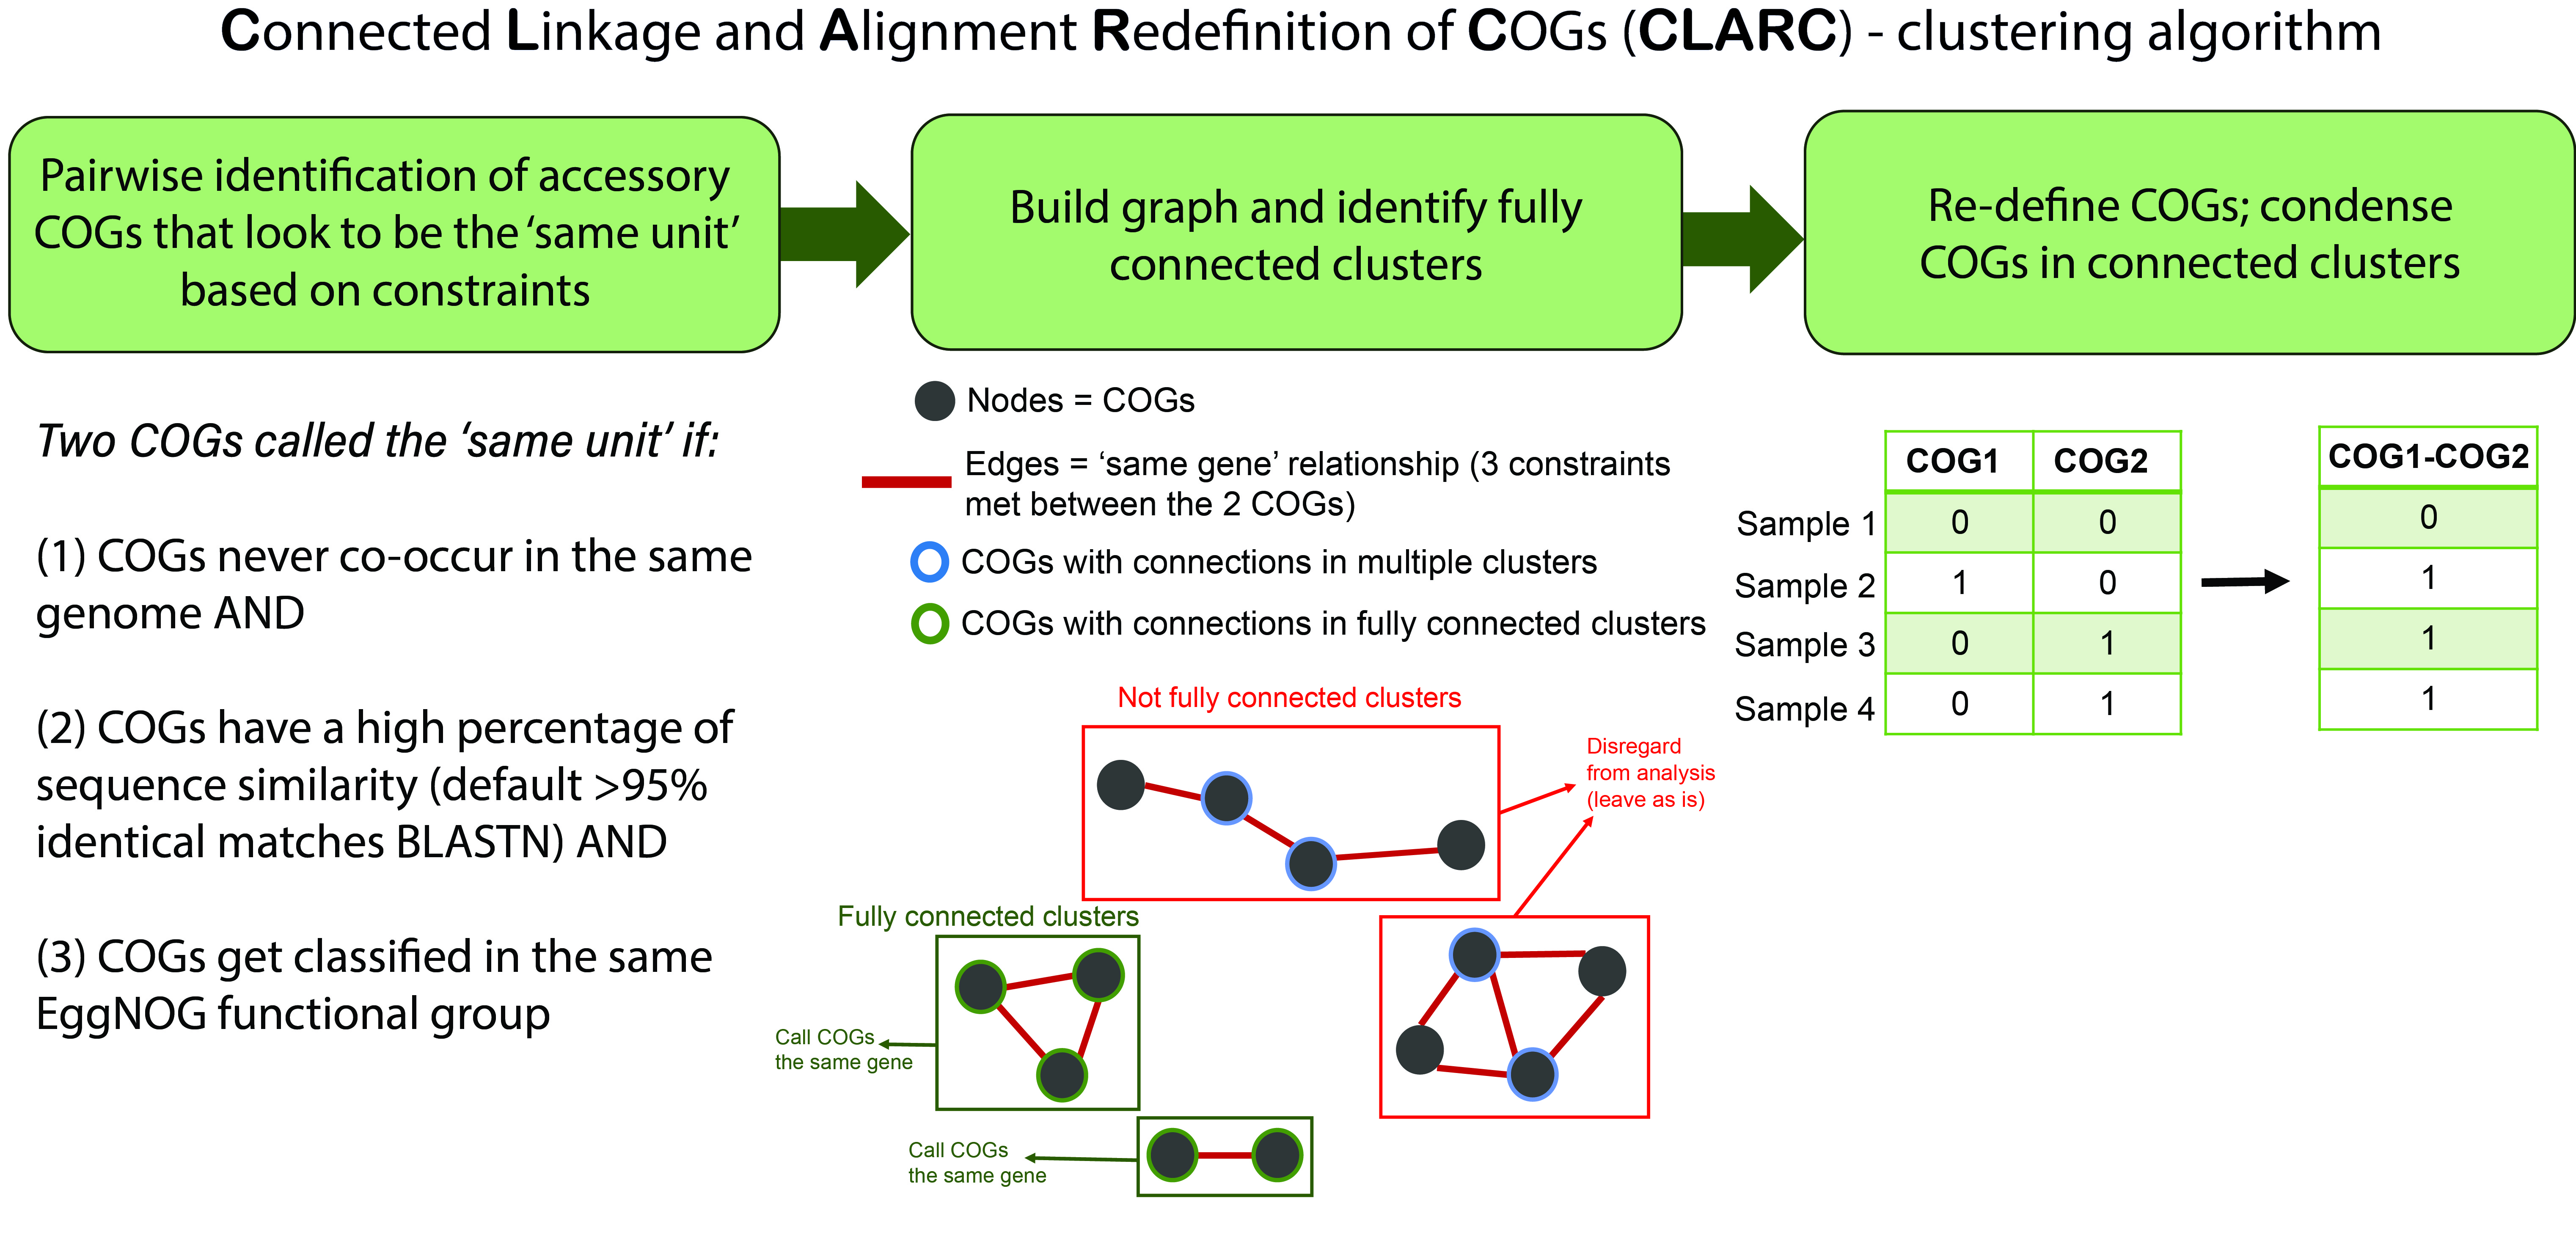 Connected Linkage and Alignment Redefinition of COGs (CLARC) - clustering algorithm
Pairwise identification of accessory
COGs that look to be the ‘same unit’
based on constraints
Build graph and identify fully
connected clusters
Re-define COGs; condense
COGs in connected clusters
Two COGs called the ‘same unit’ if:
(1) COGs never co-occur in the same
genome AND
(2) COGs have a high percentage of
sequence similarity (default >95%
identical matches BLASTN) AND
(3) COGs get classified in the same
EggNOG functional group
Nodes = COGs
Edges = ‘same gene’ relationship (3 constraints
met between the 2 COGs)
COGs with connections in multiple clusters
COGs with connections in fully connected clusters
Not fully connected clusters
Disregard
from analysis
(leave as is)
Fully connected clusters
Call COGs
the same gene
Call COGs
the same gene
COG1 COG2
Sample 1 0 0
Sample 2 1 0
Sample 3 0 1
Sample 4 0 1
COG1-COG2
0
1
1
1